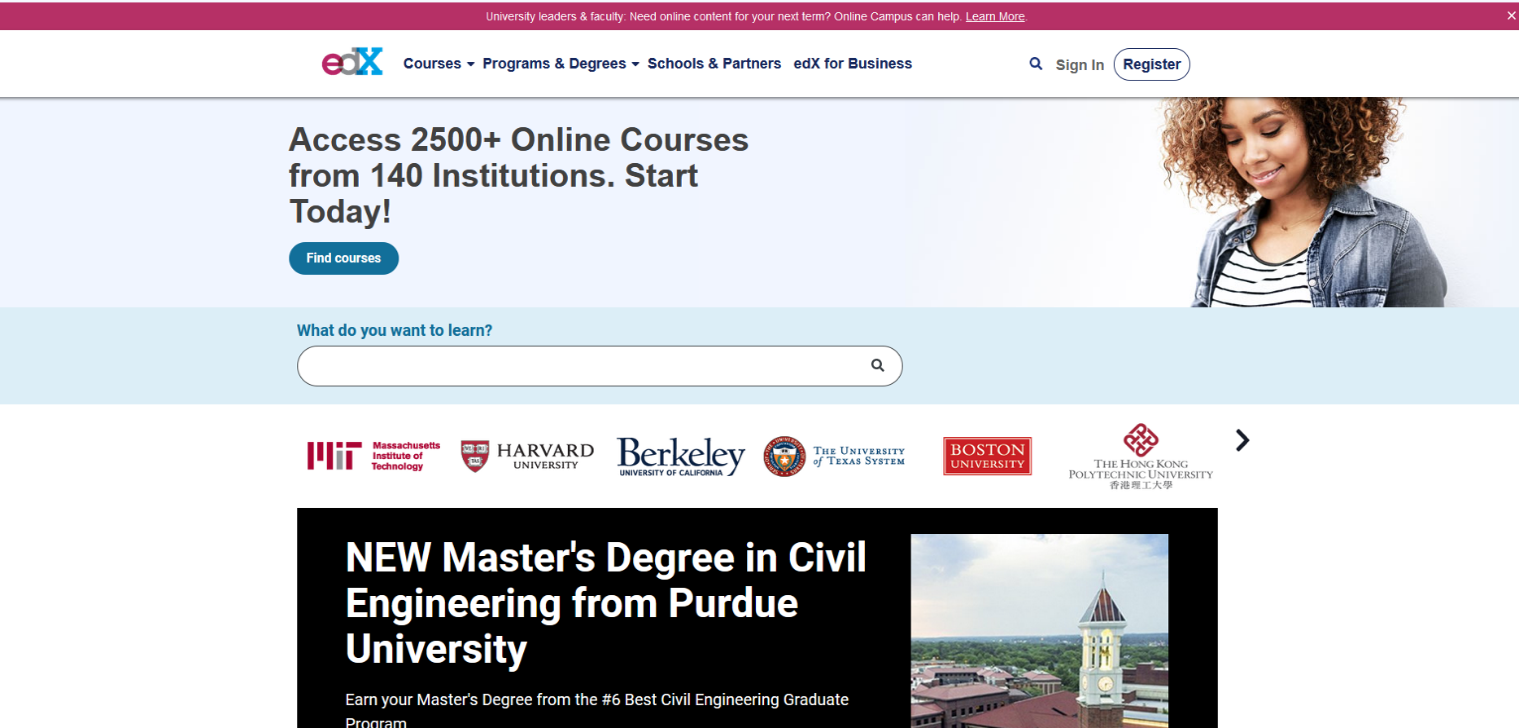 University leaders & faculty: Need online content for your next term? Online Campus can help. Learn More.
edX
Courses Programs & Degrees Schools & Partners edX for Business
Sign In Register
Access 2500+ Online Courses
from 140 Institutions. Start
Today!
Find courses
What do you want to learn?
MIT Massachusetts
Institute of
Technology
HARVARD
UNIVERSITY
Berkeley
UNIVERSITY OF CALIFORNIA
THE UNIVERSITY
of TEXAS SYSTEM
BOSTON
UNIVERSITY
THE HONG KONG
POLYTECHNIC UNIVERSITY
香港理工大學
NEW Master's Degree in Civil
Engineering from Purdue
University
Earn your Master's Degree from the #6 Best Civil Engineering Graduate
Program